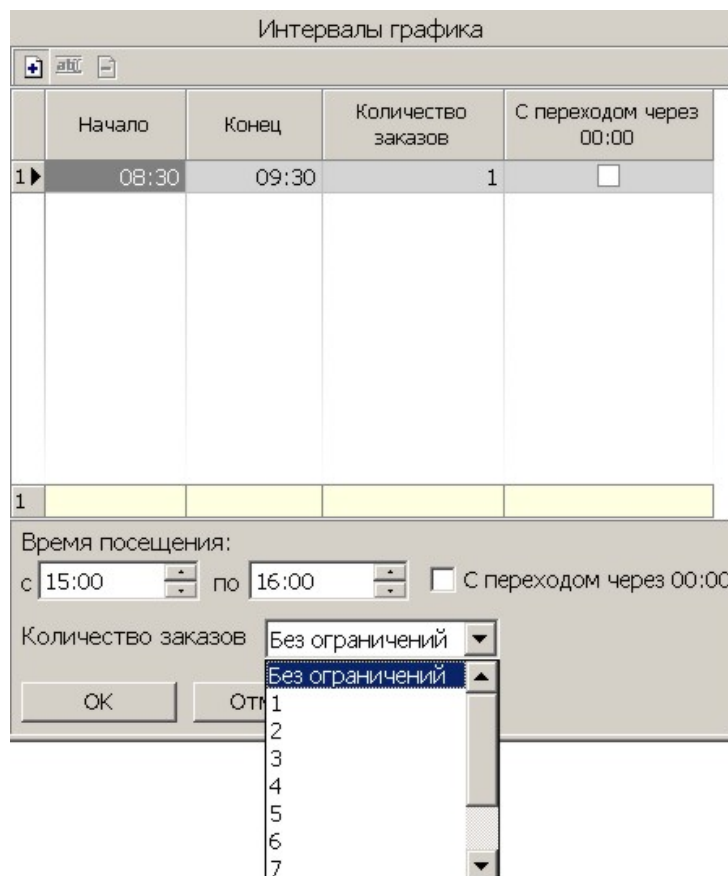 Интервалы графика
Начало
Конец
Количество
заказов
С переходом через
00:00
1 08:30 09:30 1
1
Время посещения:
с 15:00 по 16:00 С переходом через 00:00
Количество заказов Без ограничений
Без ограничений
ОК
1
2
3
4
5
6
7